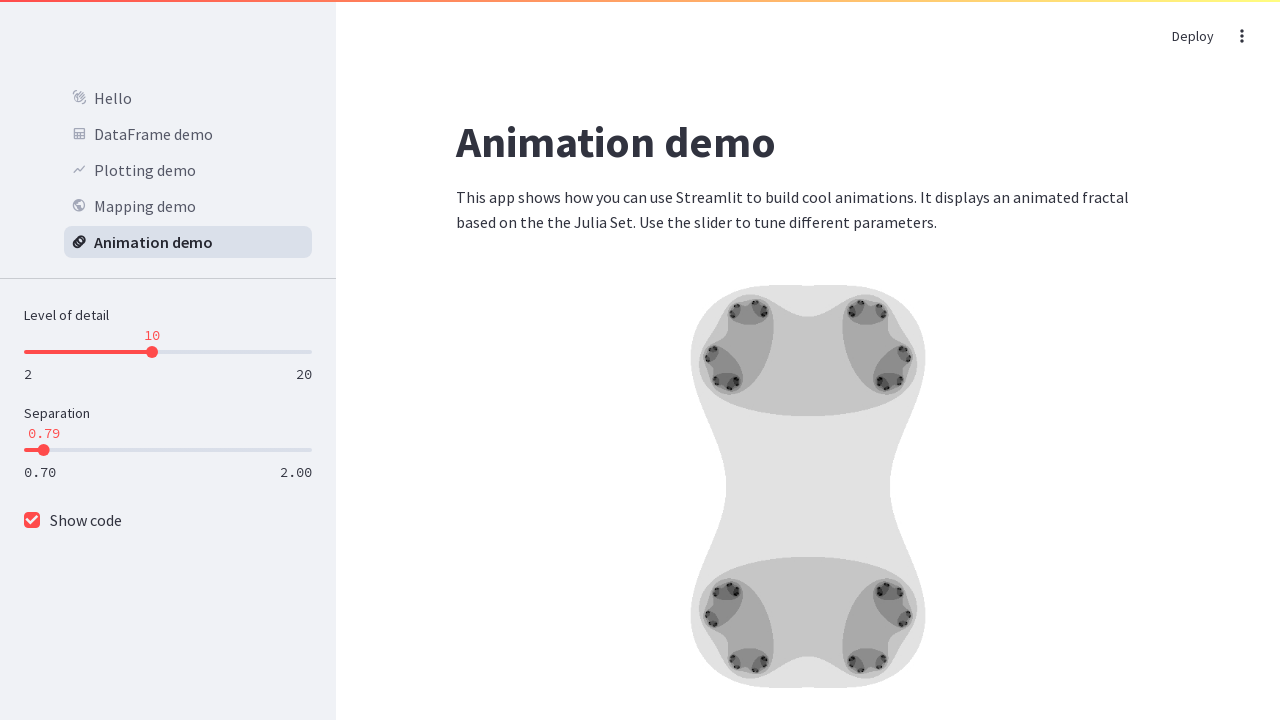 Deploy
Hello
DataFrame demo
Plotting demo
Mapping demo
Animation demo
Level of detail
10
2 20
Separation
0.79
0.70 2.00
Show code
Animation demo
This app shows how you can use Streamlit to build cool animations. It displays an animated fractal
based on the the Julia Set. Use the slider to tune different parameters.